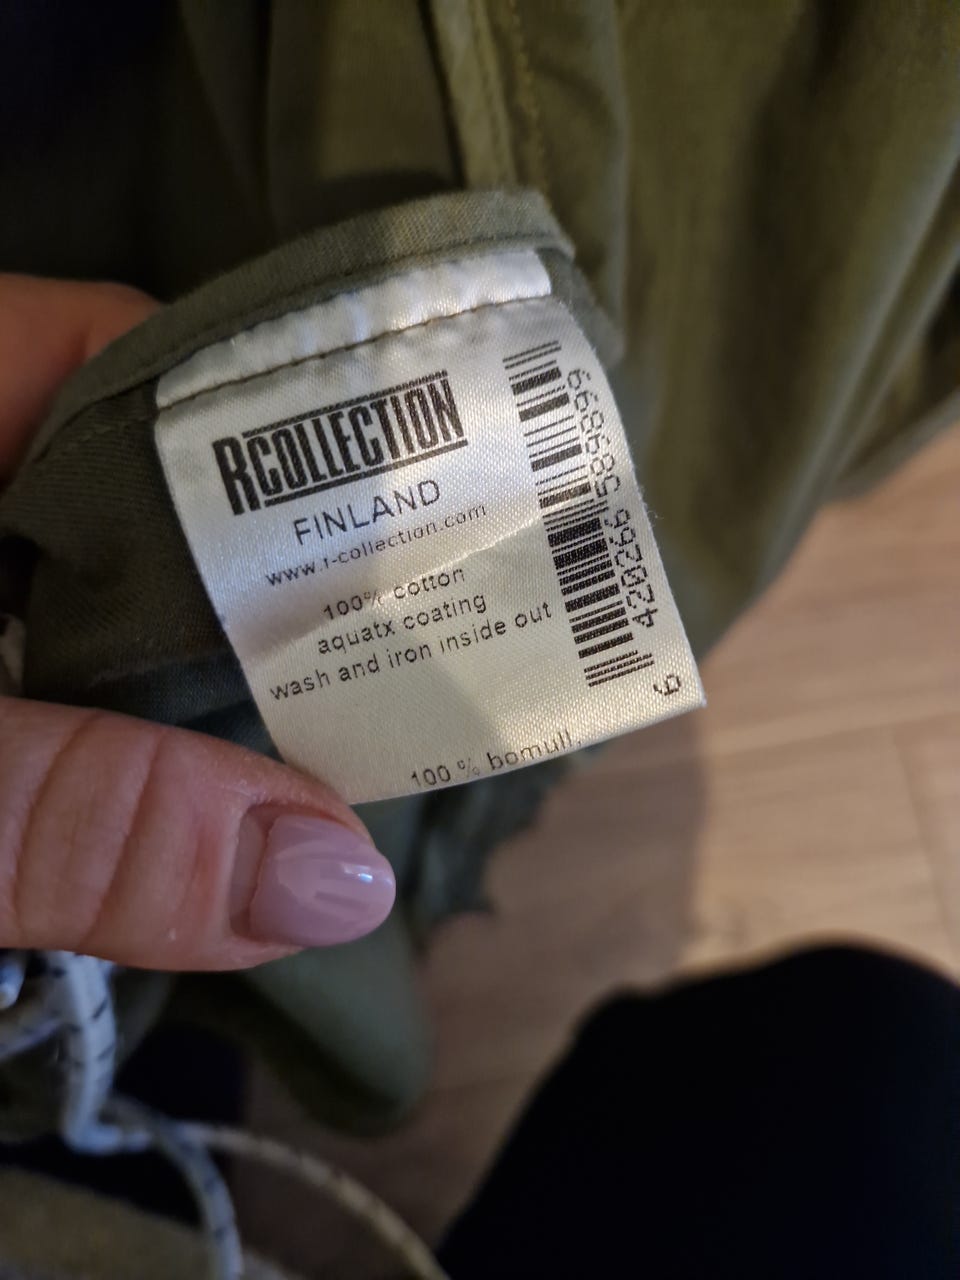 RCOLLECTION
FINLAND
www.r-collection.com
100% cotton
aquatx coating
wash and iron inside out
100 % bomull,
6 420266 589899